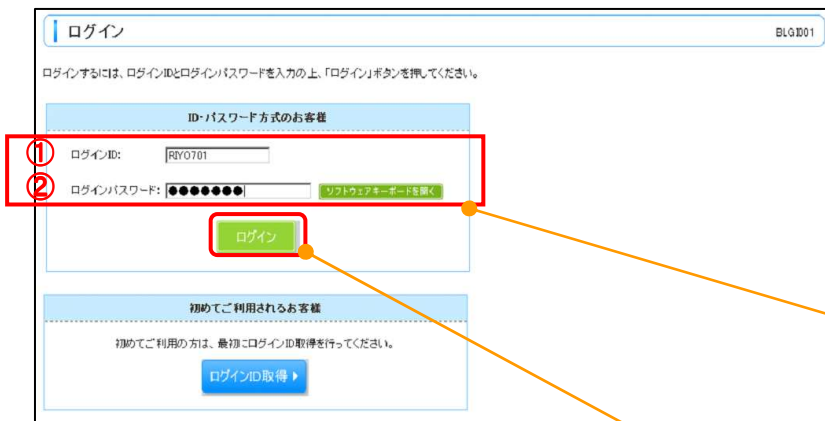 ログイン
BLGID01
ログインするには、ログインIDとログインパスワードを入力の上、「ログイン」ボタンを押してください。
ID・パスワード方式のお客様
① ログインID: RIYO701
② ログインパスワード: ●●●●●●● ソフトウェアキーボードを開く
ログイン
初めてご利用されるお客様
初めてご利用の方は、最初にログインID取得を行ってください。
ログインID取得